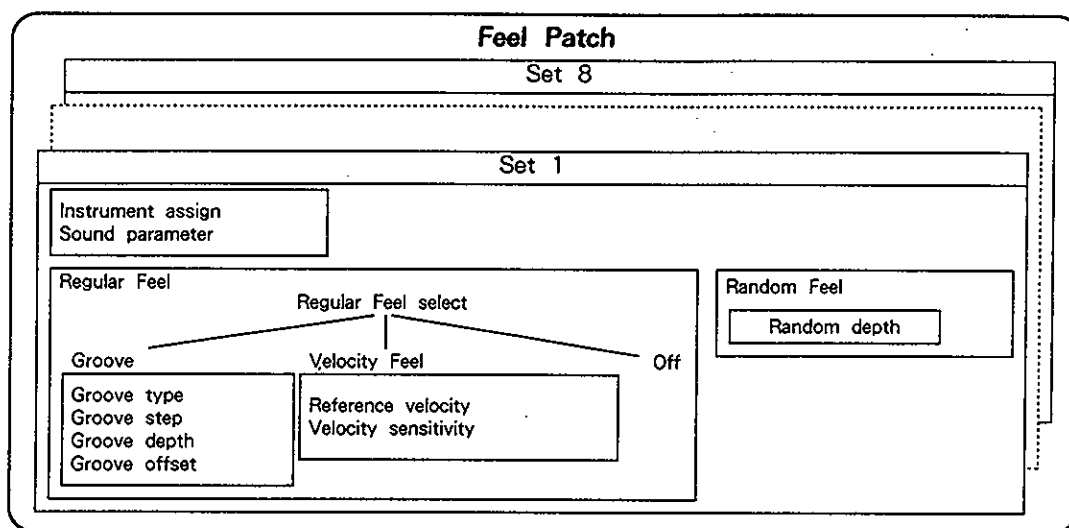 Feel Patch
Set 8
Set 1
Instrument assign
Sound parameter
Regular Feel
Regular Feel select
Groove
Velocity Feel
Off
Groove type
Groove step
Groove depth
Groove offset
Reference velocity
Velocity sensitivity
Random Feel
Random depth